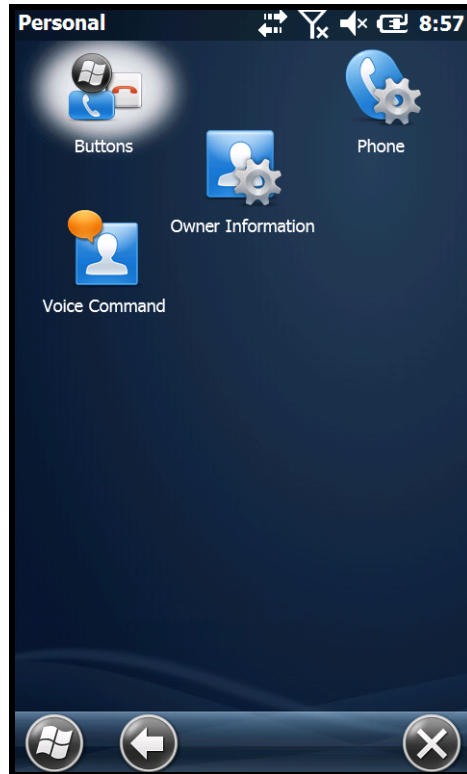 Personal 8:57
Buttons
Phone
Owner Information
Voice Command